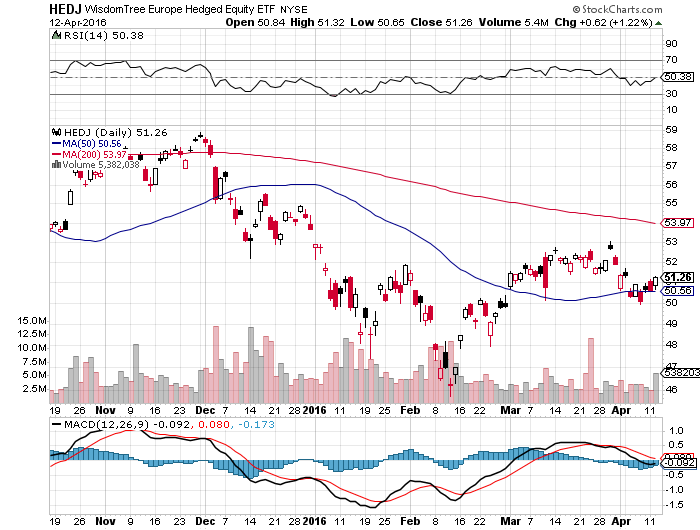 HEDJ WisdomTree Europe Hedged Equity ETF NYSE © StockCharts.com
12-Apr-2016 Open 50.84 High 51.32 Low 50.65 Close 51.26 Volume 5.4M Chg +0.62 (+1.22%)
RSI(14) 50.38
90
70
50.38
30
10
HEDJ (Daily) 51.26
MA(50) 50.56
MA(200) 53.97
Volume 5,382,038
59
58
57
56
55
53.97
53
52
51.26
50.56
50
49
48
47
46
15.0M
12.5M
10.0M
7.5M
5.0M
2.5M
538203
19 26 Nov 9 16 23 Dec 7 14 21 28 2016 11 19 25 Feb 8 16 22 Mar 7 14 21 28 Apr 11
MACD(12,26,9) -0.092, 0.080, -0.173
1.0
0.5
0.080
-0.092
-0.5
-1.0
-1.5
19 26 Nov 9 16 23 Dec 7 14 21 28 2016 11 19 25 Feb 8 16 22 Mar 7 14 21 28 Apr 11